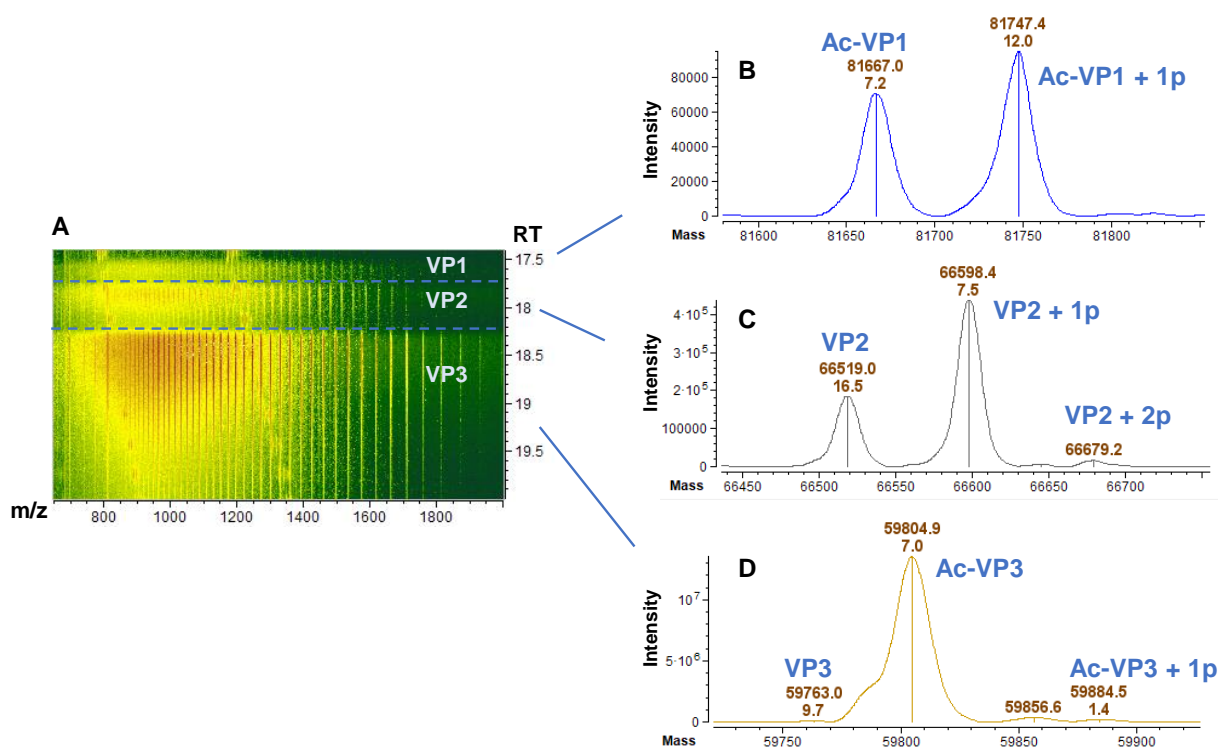 A
RT
VP1
VP2
VP3
17.5
18
18.5
19
19.5
m/z
800 1000 1200 1400 1600 1800
B
Ac-VP1
81667.0
7.2
81747.4
12.0
Ac-VP1 + 1p
Intensity
80000
60000
40000
20000
0
Mass 81600 81650 81700 81750 81800
C
VP2
66519.0
16.5
66598.4
7.5
VP2 + 1p
VP2 + 2p
66679.2
Intensity
4·10⁵
3·10⁵
2·10⁵
100000
0
Mass 66450 66500 66550 66600 66650 66700
D
59804.9
7.0
Ac-VP3
VP3
59763.0
9.7
59856.6
Ac-VP3 + 1p
59884.5
1.4
Intensity
10⁷
5·10⁶
0
Mass 59750 59800 59850 59900